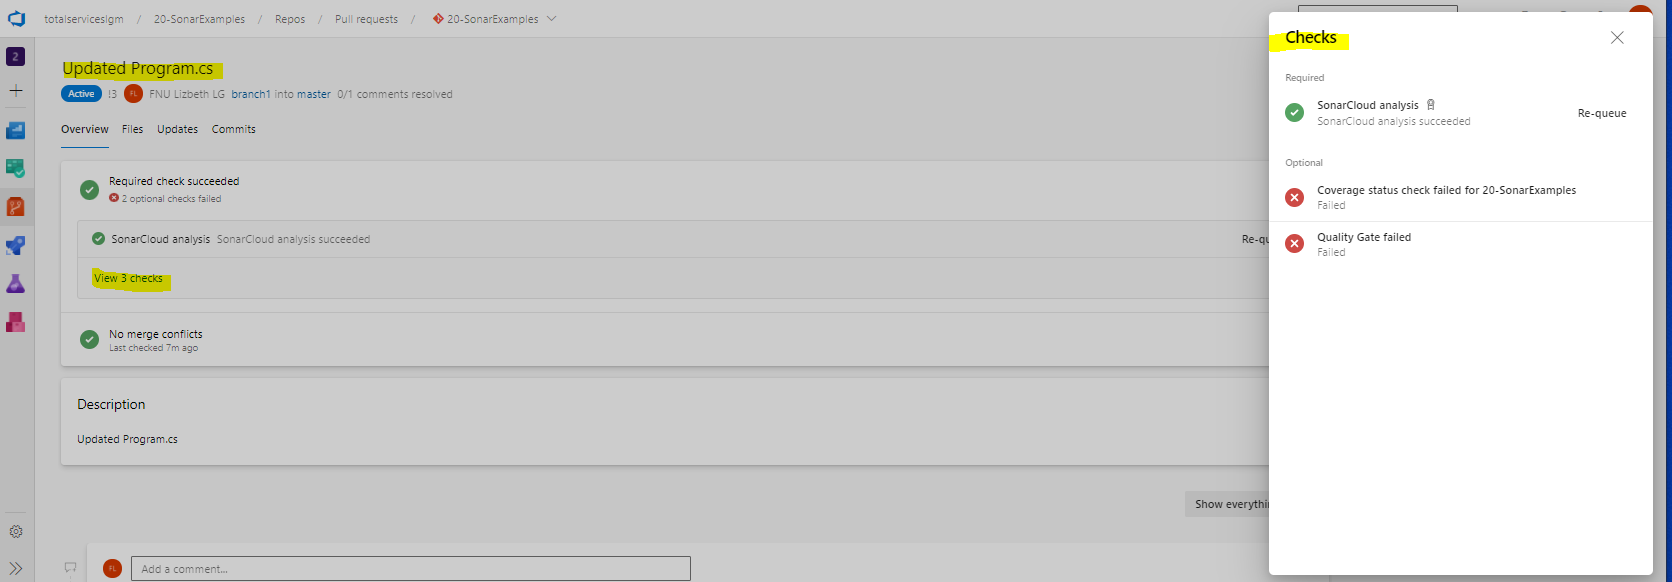 totalserviceslgm / 20-SonarExamples / Repos / Pull requests / 20-SonarExamples
2
Updated Program.cs
Active !3 FL FNU Lizbeth LG branch1 into master 0/1 comments resolved
Overview Files Updates Commits
Required check succeeded
2 optional checks failed
SonarCloud analysis SonarCloud analysis succeeded Re-qu
View 3 checks
No merge conflicts
Last checked 7m ago
Description
Updated Program.cs
Show everythi
FL Add a comment...
Checks
Required
SonarCloud analysis
SonarCloud analysis succeeded
Re-queue
Optional
Coverage status check failed for 20-SonarExamples
Failed
Quality Gate failed
Failed